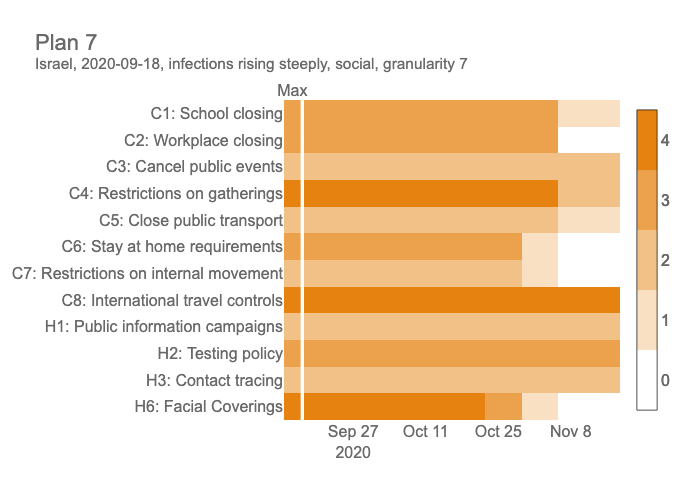 Plan 7
Israel, 2020-09-18, infections rising steeply, social, granularity 7
Max
C1: School closing
C2: Workplace closing
C3: Cancel public events
C4: Restrictions on gatherings
C5: Close public transport
C6: Stay at home requirements
C7: Restrictions on internal movement
C8: International travel controls
H1: Public information campaigns
H2: Testing policy
H3: Contact tracing
H6: Facial Coverings
Sep 27 Oct 11 Oct 25 Nov 8
2020
4
3
2
1
0